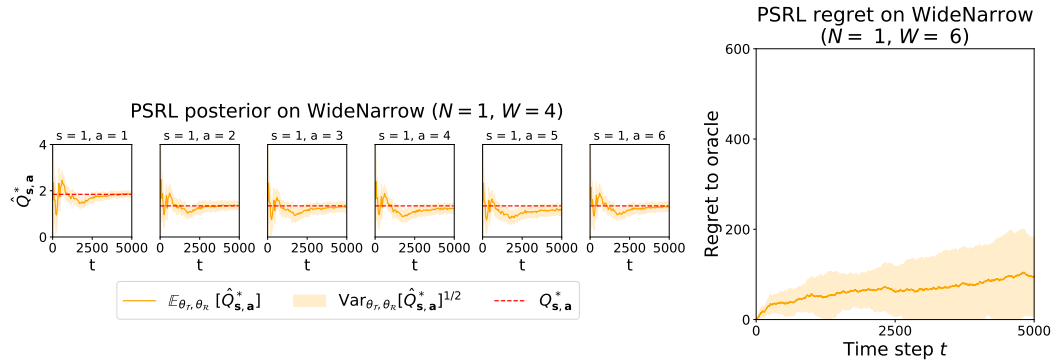 PSRL posterior on WideNarrow (N = 1, W = 4)
s = 1, a = 1
s = 1, a = 2
s = 1, a = 3
s = 1, a = 4
s = 1, a = 5
s = 1, a = 6
4
2
0
Q̂*s,a
0 2500 5000
0 2500 5000
0 2500 5000
0 2500 5000
0 2500 5000
0 2500 5000
t
t
t
t
t
t
𝔼θ𝒯,θℛ [Q̂*s,a]
Varθ𝒯,θℛ[Q̂*s,a]1/2
Q*s,a
PSRL regret on WideNarrow
(N = 1, W = 6)
600
400
200
0
Regret to oracle
0 2500 5000
Time step t